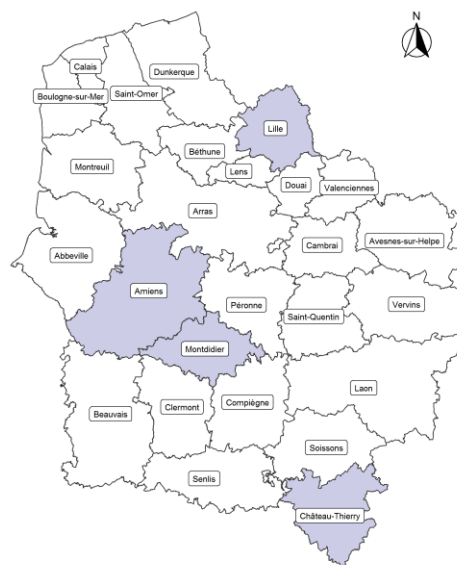 N
Dunkerque
Calais
Boulogne-sur-Mer
Saint-Omer
Lille
Béthune
Montreuil
Lens
Douai
Valenciennes
Arras
Cambrai
Avesnes-sur-Helpe
Abbeville
Amiens
Péronne
Saint-Quentin
Vervins
Montdidier
Laon
Beauvais
Clermont
Compiègne
Soissons
Senlis
Château-Thierry